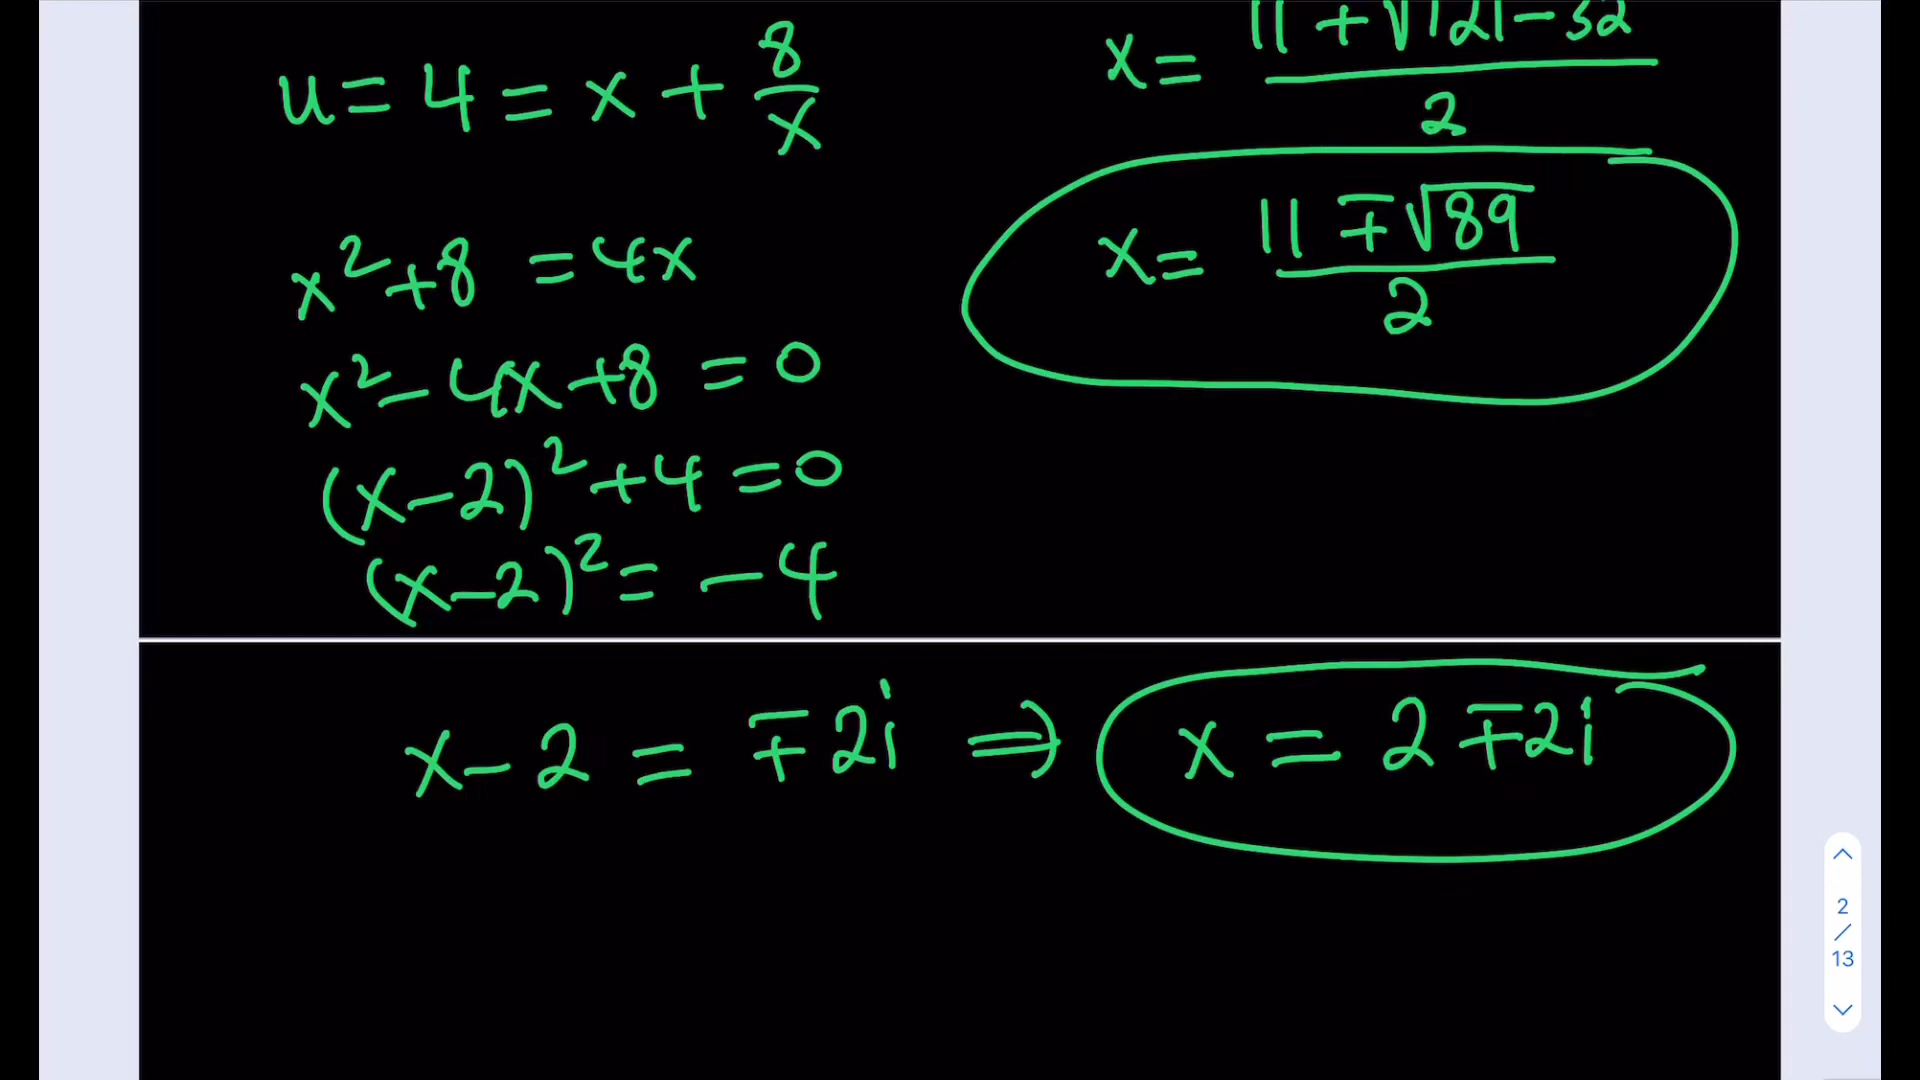 u = 4 = x + 8/x
x² + 8 = 4x
x² - 4x + 8 = 0
(x - 2)² + 4 = 0
(x - 2)² = - 4
x = (11 ∓ √121 - 32)/2
x = (11 ∓ √89)/2
x - 2 = ∓ 2i ⇒ x = 2 ∓ 2i
2
/
13